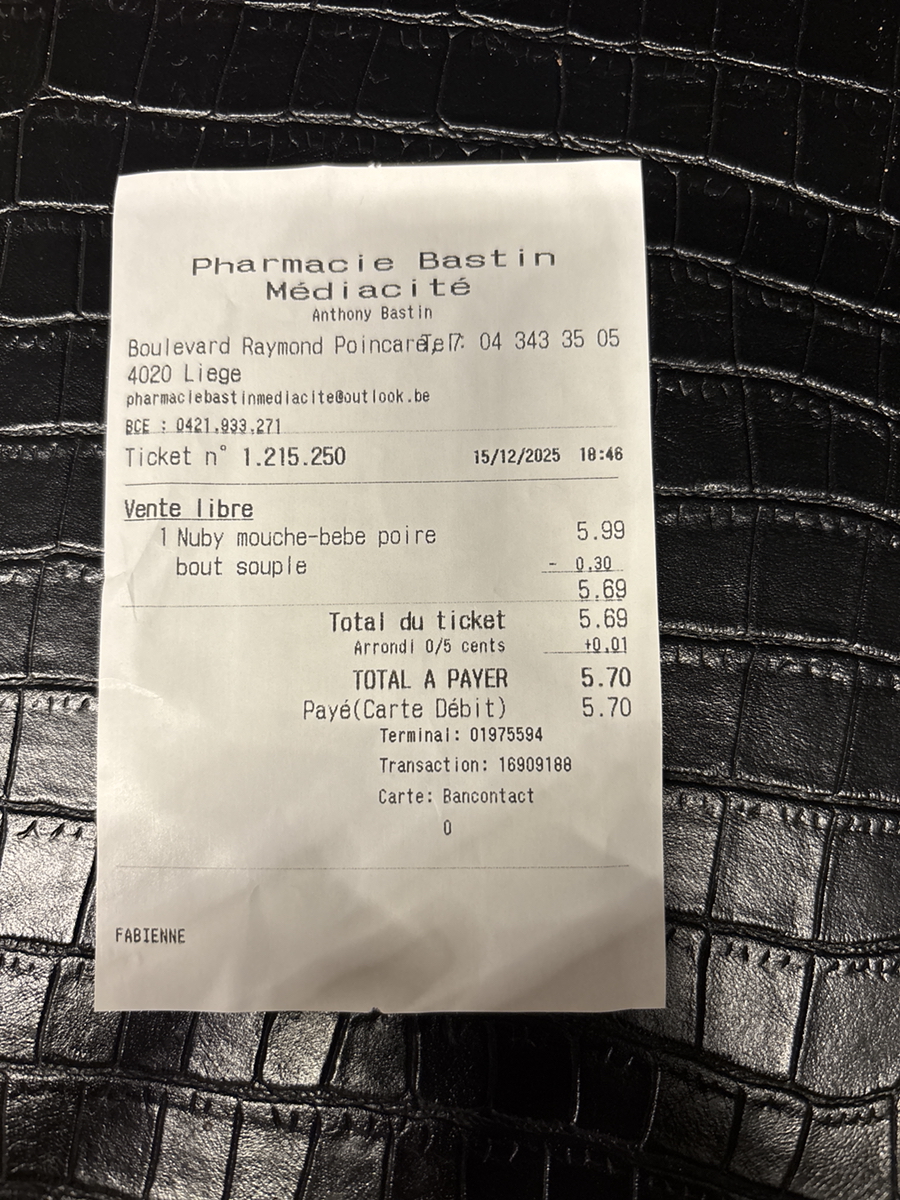 Pharmacie Bastin
Médiacité
Anthony Bastin
Boulevard Raymond Poincaré, 7 Tel: 04 343 35 05
4020 Liege
pharmaciebastinmediacite@outlook.be
BCE : 0421.933.271
Ticket n° 1.215.250 15/12/2025 18:46
Vente libre
1 Nuby mouche-bebe poire 5.99
bout souple - 0.30
5.69
Total du ticket 5.69
Arrondi 0/5 cents +0.01
TOTAL A PAYER 5.70
Payé(Carte Débit) 5.70
Terminal: 01975594
Transaction: 16909188
Carte: Bancontact
0
FABIENNE